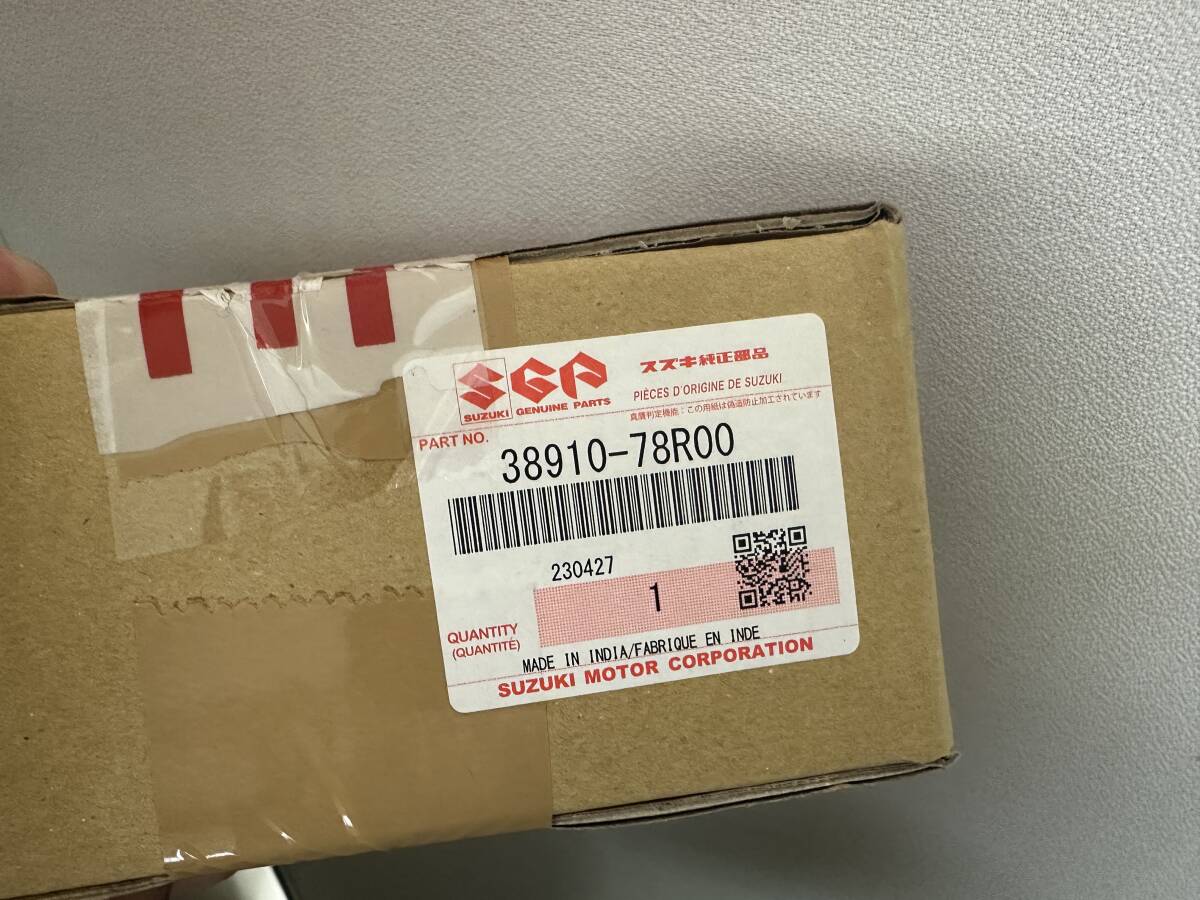 SGP
SUZUKI GENUINE PARTS
スズキ純正部品
PIÈCES D'ORIGINE DE SUZUKI
真贋判定機能：この用紙は偽造防止加工されています
PART NO.
38910-78R00
230427
1
QUANTITY
(QUANTITÉ)
MADE IN INDIA/FABRIQUE EN INDE
SUZUKI MOTOR CORPORATION